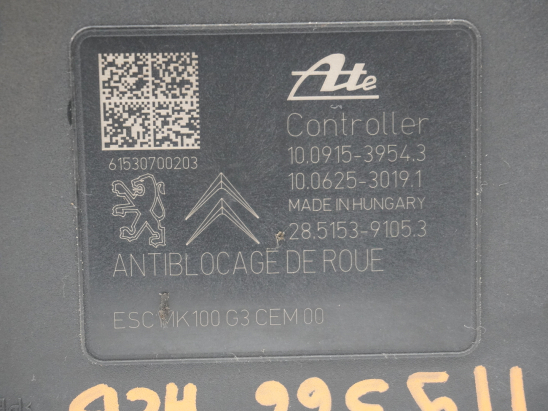 Ate
Controller
61530700203
10.0915-3954.3
10.0625-3019.1
MADE IN HUNGARY
28.5153-9105.3
ANTIBLOCAGE DE ROUE
ESC MK100 G3 CEM 00